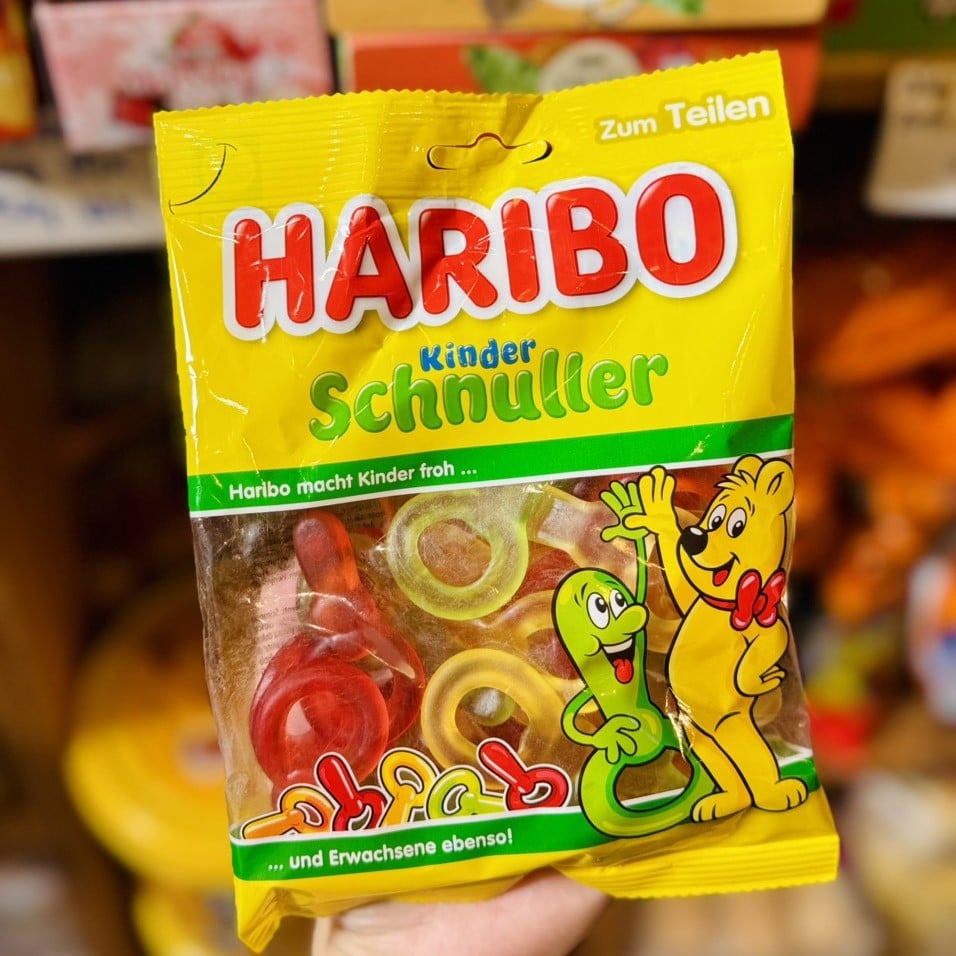 Zum Teilen
HARIBO
Kinder
Schnuller
Haribo macht Kinder froh ...
... und Erwachsene ebenso!